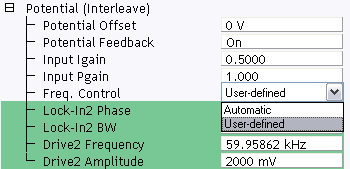 Potential (Interleave)
Potential Offset 0 V
Potential Feedback On
Input Igain 0.5000
Input Pgain 1.000
Freq. Control User-defined
Lock-In2 Phase Automatic
Lock-In2 BW User-defined
Drive2 Frequency 59.95862 kHz
Drive2 Amplitude 2000 mV